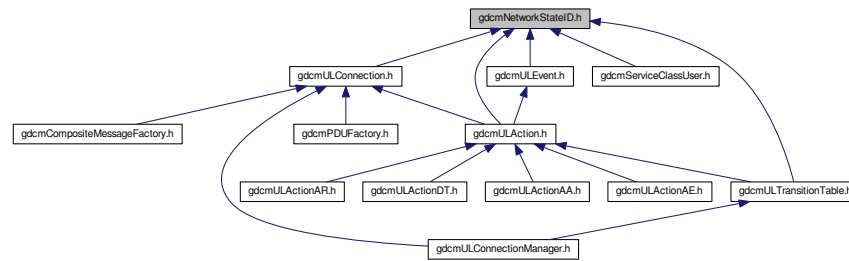 gdcmNetworkStateID.h
gdcmULConnection.h
gdcmULEvent.h
gdcmServiceClassUser.h
gdcmCompositeMessageFactory.h
gdcmPDUFactory.h
gdcmULAction.h
gdcmULActionAR.h
gdcmULActionDT.h
gdcmULActionAA.h
gdcmULActionAE.h
gdcmULTransitionTable.h
gdcmULConnectionManager.h